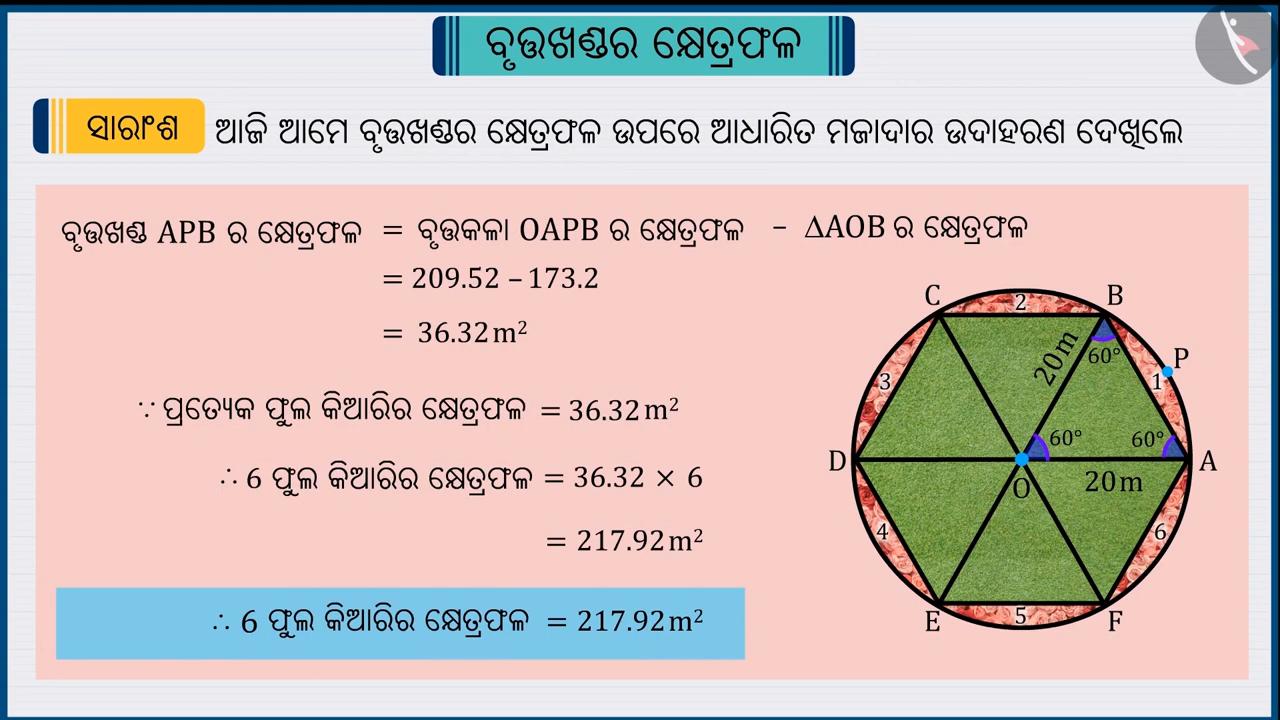 ବୃତ୍ତଖଣ୍ଡର କ୍ଷେତ୍ରଫଳ
ସାରାଂଶ ଆଜି ଆମେ ବୃତ୍ତଖଣ୍ଡର କ୍ଷେତ୍ରଫଳ ଉପରେ ଆଧାରିତ ମଜାଦାର ଉଦାହରଣ ଦେଖିଲେ
ବୃତ୍ତଖଣ୍ଡ APB ର କ୍ଷେତ୍ରଫଳ = ବୃତ୍ତକଳା OAPB ର କ୍ଷେତ୍ରଫଳ – ΔAOB ର କ୍ଷେତ୍ରଫଳ
= 209.52 – 173.2
= 36.32 m²
∵ ପ୍ରତ୍ୟେକ ଫୁଲ କିଆରିର କ୍ଷେତ୍ରଫଳ = 36.32 m²
∴ 6 ଫୁଲ କିଆରିର କ୍ଷେତ୍ରଫଳ = 36.32 × 6
= 217.92 m²
∴ 6 ଫୁଲ କିଆରିର କ୍ଷେତ୍ରଫଳ = 217.92 m²
C 2 B
20 m 60° P
3 1
60° 60°
D O A
20 m
4 6
E 5 F